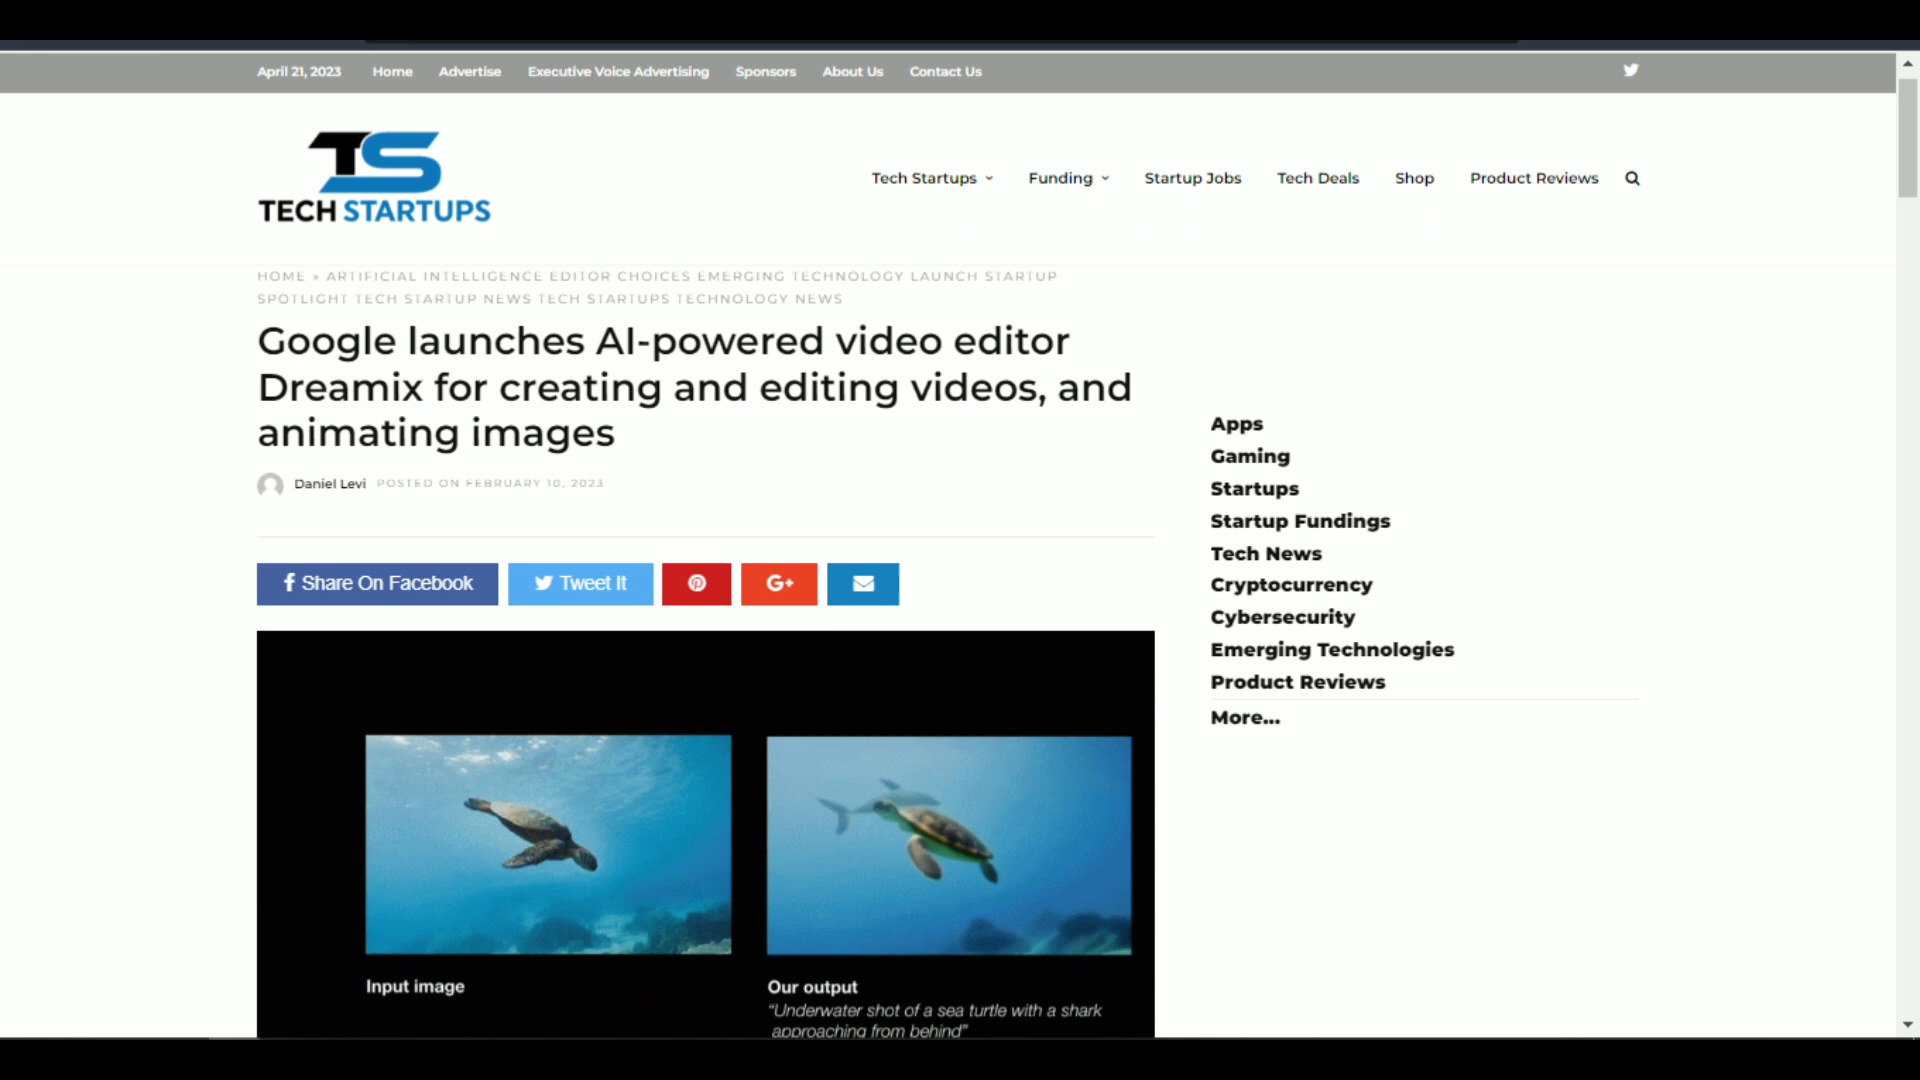 April 21, 2023 Home Advertise Executive Voice Advertising Sponsors About Us Contact Us
TS
TECH STARTUPS
Tech Startups Funding Startup Jobs Tech Deals Shop Product Reviews
HOME » ARTIFICIAL INTELLIGENCE EDITOR CHOICES EMERGING TECHNOLOGY LAUNCH STARTUP
SPOTLIGHT TECH STARTUP NEWS TECH STARTUPS TECHNOLOGY NEWS
Google launches AI-powered video editor
Dreamix for creating and editing videos, and
animating images
Daniel Levi POSTED ON FEBRUARY 10, 2023
f Share On Facebook
Tweet It
G+
Input image
Our output
"Underwater shot of a sea turtle with a shark
approaching from behind"
Apps
Gaming
Startups
Startup Fundings
Tech News
Cryptocurrency
Cybersecurity
Emerging Technologies
Product Reviews
More...